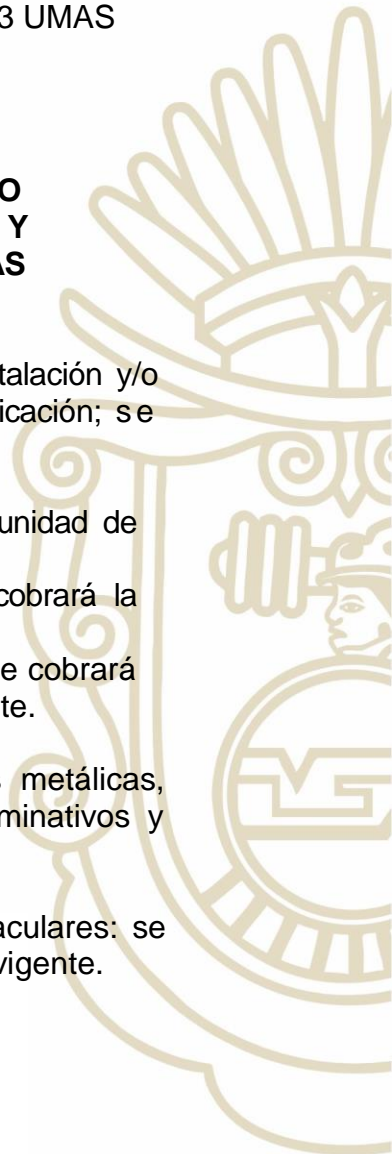 3 UMAS
O
Y
AS
talación y/o
icación; se
unidad de
cobrará la
e cobrará
te.
s metálicas,
minativos y
aculares: se
vigente.